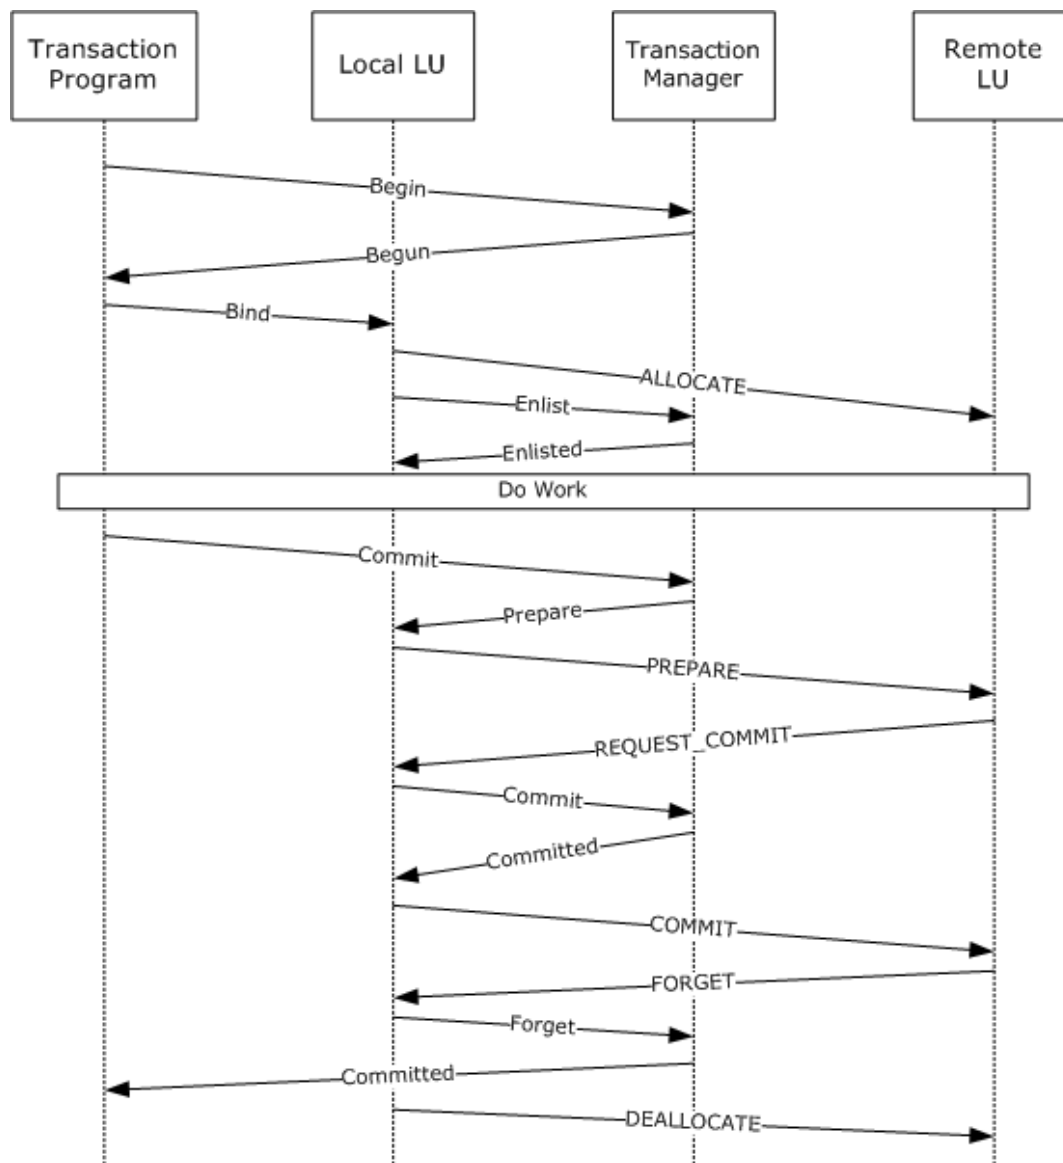 Transaction
Program
Local LU
Transaction
Manager
Remote
LU
Begin
Begun
Bind
ALLOCATE
Enlist
Enlisted
Do Work
Commit
Prepare
PREPARE
REQUEST_COMMIT
Commit
Committed
COMMIT
FORGET
Forget
Committed
DEALLOCATE